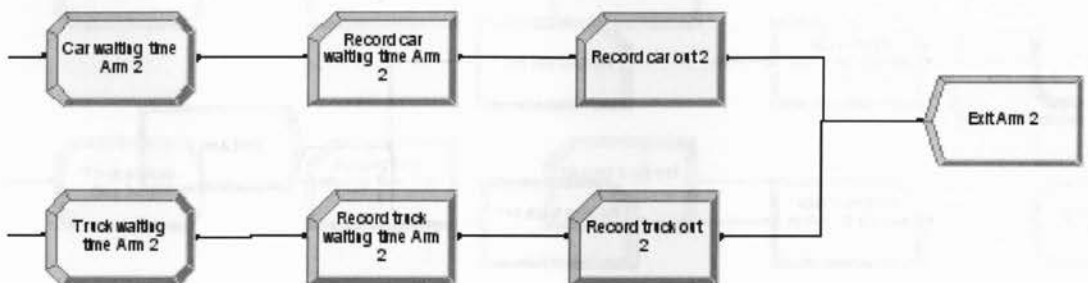 Car waiting time
Arm 2
Record car
waiting time Arm
2
Record car out 2
Exit Arm 2
Truck waiting
time Arm 2
Record truck
waiting time Arm
2
Record truck out
2